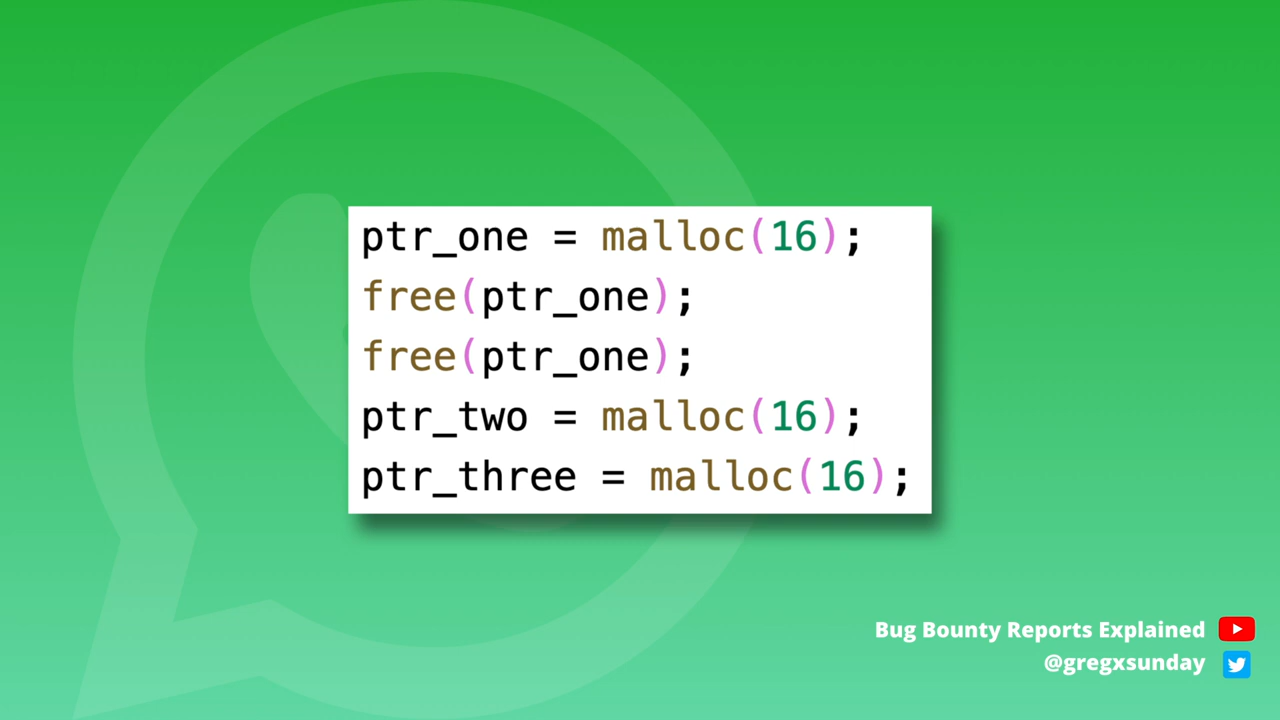 ptr_one = malloc(16);
free(ptr_one);
free(ptr_one);
ptr_two = malloc(16);
ptr_three = malloc(16);
Bug Bounty Reports Explained
@gregxsunday